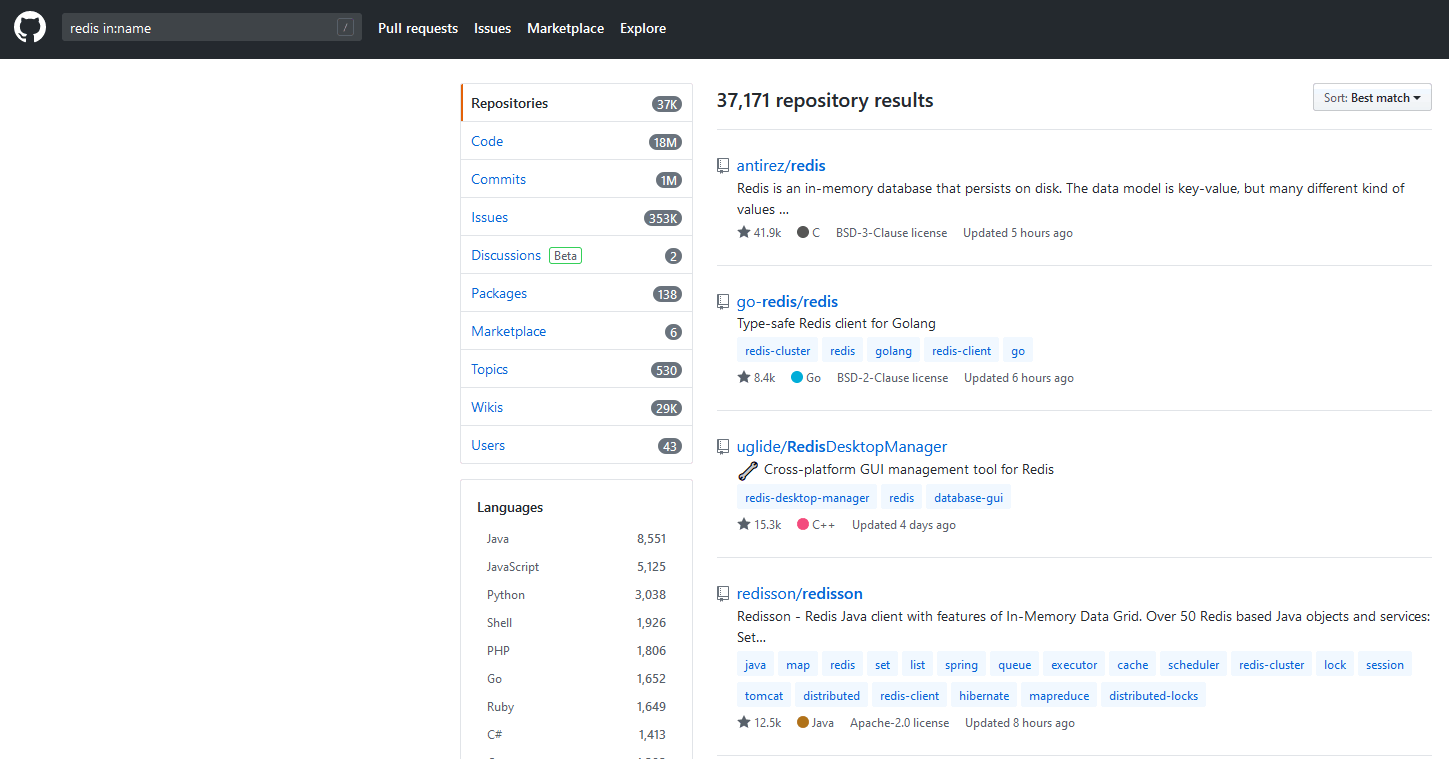 redis in:name / Pull requests Issues Marketplace Explore
Repositories 37K
Code 18M
Commits 1M
Issues 353K
Discussions Beta 2
Packages 138
Marketplace 6
Topics 530
Wikis 29K
Users 43
Languages
Java 8,551
JavaScript 5,125
Python 3,038
Shell 1,926
PHP 1,806
Go 1,652
Ruby 1,649
C# 1,413
37,171 repository results
Sort: Best match
antirez/redis
Redis is an in-memory database that persists on disk. The data model is key-value, but many different kind of
values ...
41.9k C BSD-3-Clause license Updated 5 hours ago
go-redis/redis
Type-safe Redis client for Golang
redis-cluster redis golang redis-client go
8.4k Go BSD-2-Clause license Updated 6 hours ago
uglide/RedisDesktopManager
Cross-platform GUI management tool for Redis
redis-desktop-manager redis database-gui
15.3k C++ Updated 4 days ago
redisson/redisson
Redisson - Redis Java client with features of In-Memory Data Grid. Over 50 Redis based Java objects and services:
Set...
java map redis set list spring queue executor cache scheduler redis-cluster lock session
tomcat distributed redis-client hibernate mapreduce distributed-locks
12.5k Java Apache-2.0 license Updated 8 hours ago